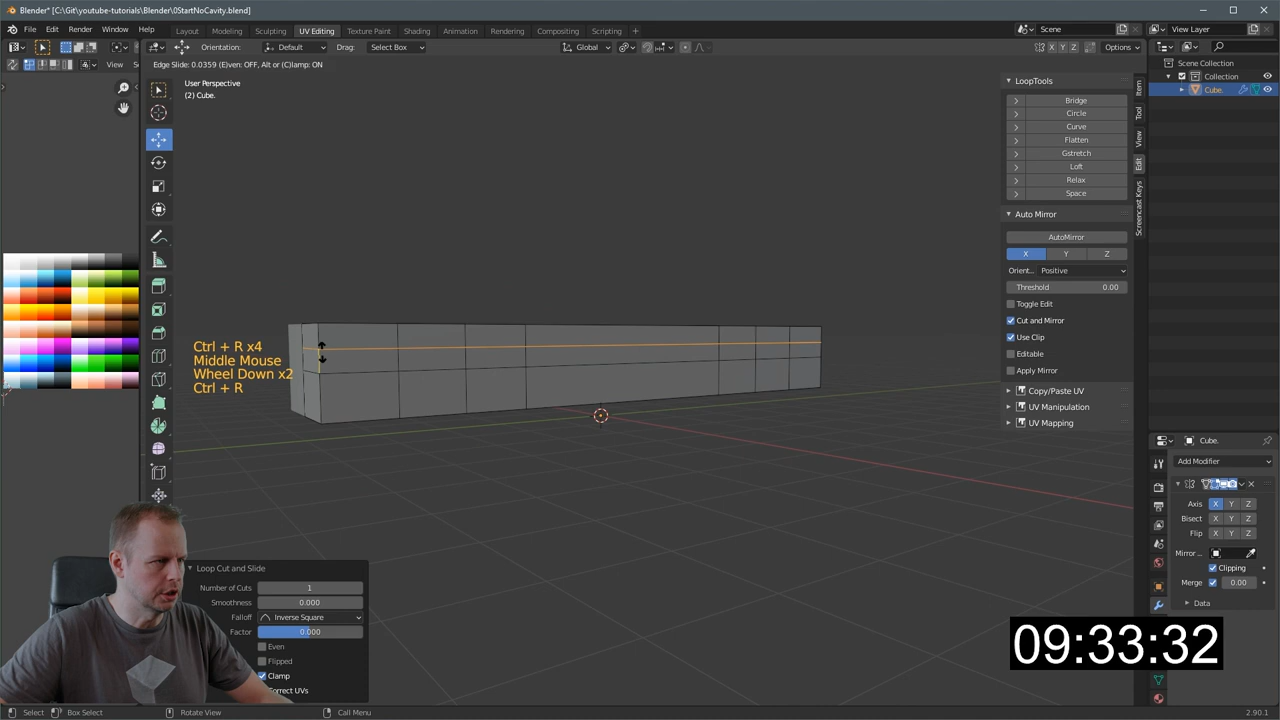 Blender* [C:\Git\youtube-tutorials\Blender\0StartNoCavity.blend]
File Edit Render Window Help Layout Modeling Sculpting UV Editing Texture Paint Shading Animation Rendering Compositing Scripting Scene View Layer
Orientation: Default Drag: Select Box Global X Y Z Options
View S
Edge Slide: 0.0359 (E)ven: OFF, Alt or (C)lamp: ON
User Perspective
(2) Cube.
Scene Collection
Collection
Cube.
LoopTools
Bridge
Circle
Curve
Flatten
Gstretch
Loft
Relax
Space
Item
Tool
View
Edit
Screencast Keys
Auto Mirror
AutoMirror
X Y Z
Orient... Positive
Threshold 0.00
Toggle Edit
Cut and Mirror
Use Clip
Editable
Apply Mirror
Copy/Paste UV
UV Manipulation
UV Mapping
Ctrl + R x4
Middle Mouse
Wheel Down x2
Ctrl + R
Cube.
Add Modifier
Axis X Y Z
Bisect X Y Z
Flip X Y Z
Mirror...
Clipping
Merge 0.00
Data
Loop Cut and Slide
Number of Cuts 1
Smoothness 0.000
Falloff Inverse Square
Factor 0.000
Even
Flipped
Clamp
Correct UVs
09:33:32
Select Box Select Rotate View Call Menu 2.90.1